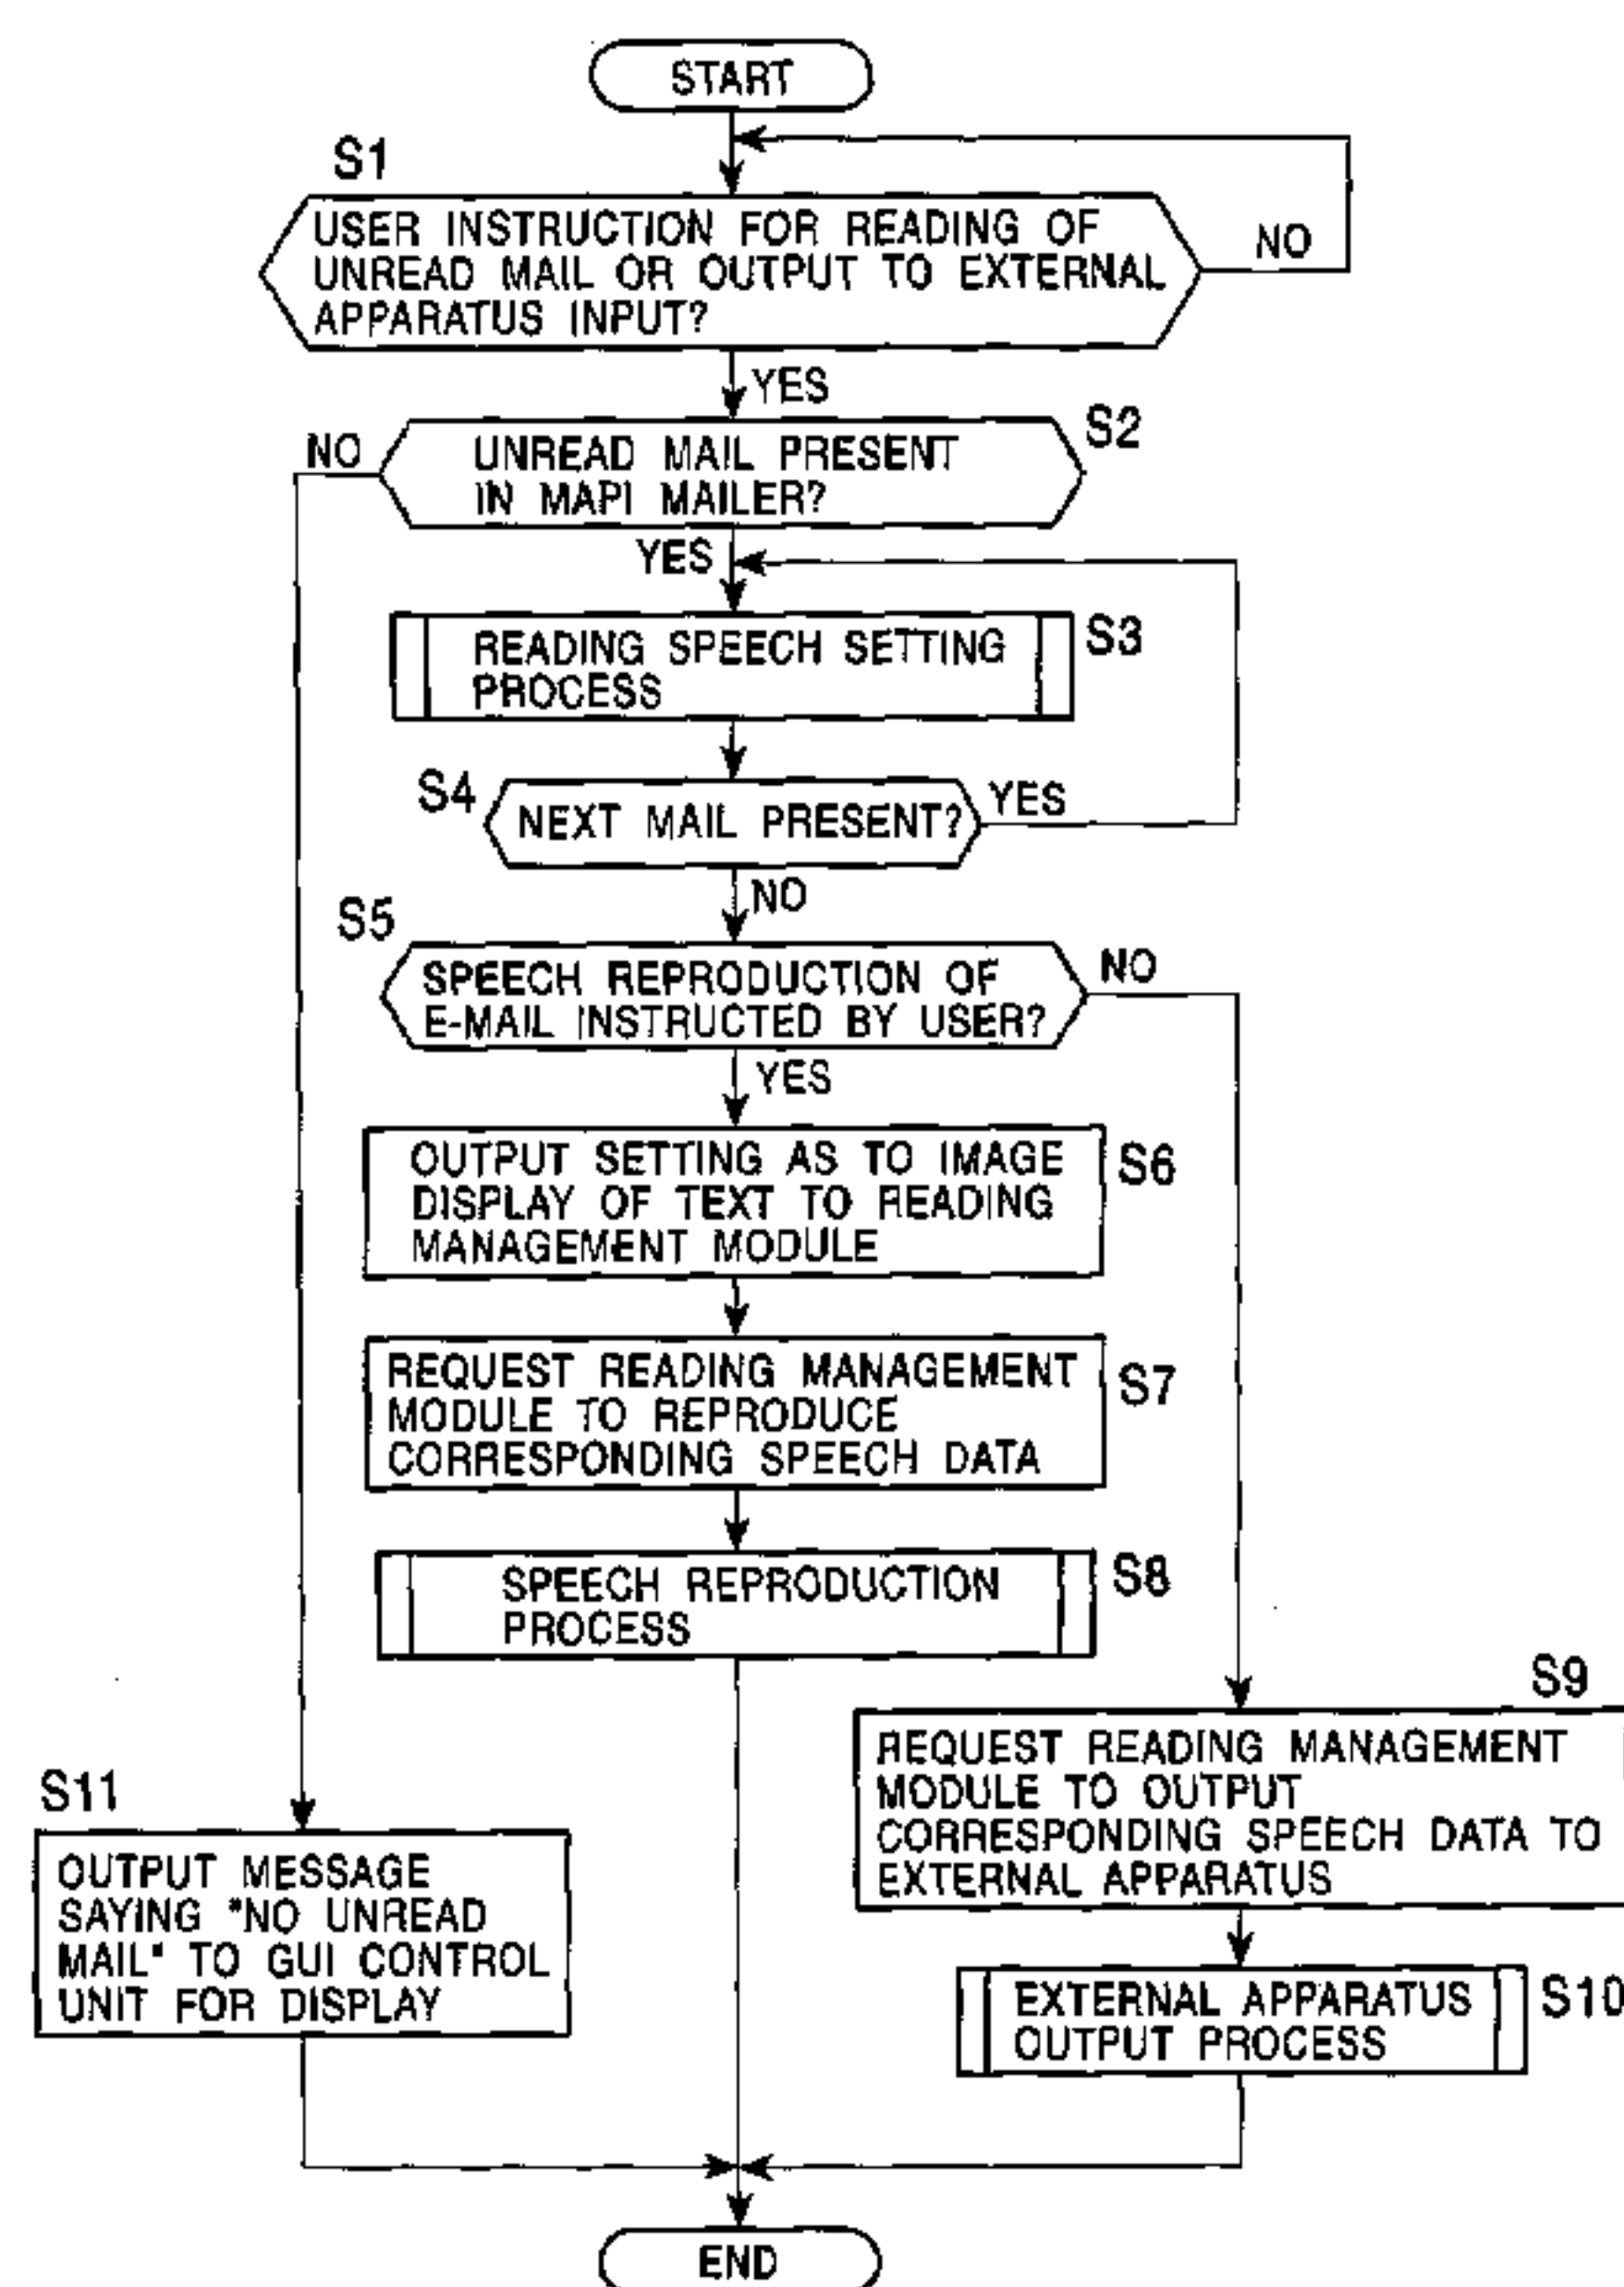 START
S1
USER INSTRUCTION FOR READING OF
UNREAD MAIL OR OUTPUT TO EXTERNAL
APPARATUS INPUT?
NO
YES
S2
NO
UNREAD MAIL PRESENT
IN MAPI MAILER?
YES
S3
READING SPEECH SETTING
PROCESS
S4
NEXT MAIL PRESENT?
YES
NO
S5
SPEECH REPRODUCTION OF
E-MAIL INSTRUCTED BY USER?
NO
YES
OUTPUT SETTING AS TO IMAGE
DISPLAY OF TEXT TO READING
MANAGEMENT MODULE
S6
REQUEST READING MANAGEMENT
MODULE TO REPRODUCE
CORRESPONDING SPEECH DATA
S7
SPEECH REPRODUCTION
PROCESS
S8
S9
REQUEST READING MANAGEMENT
MODULE TO OUTPUT
CORRESPONDING SPEECH DATA TO
EXTERNAL APPARATUS
S11
OUTPUT MESSAGE
SAYING "NO UNREAD
MAIL" TO GUI CONTROL
UNIT FOR DISPLAY
EXTERNAL APPARATUS
OUTPUT PROCESS
S10
END